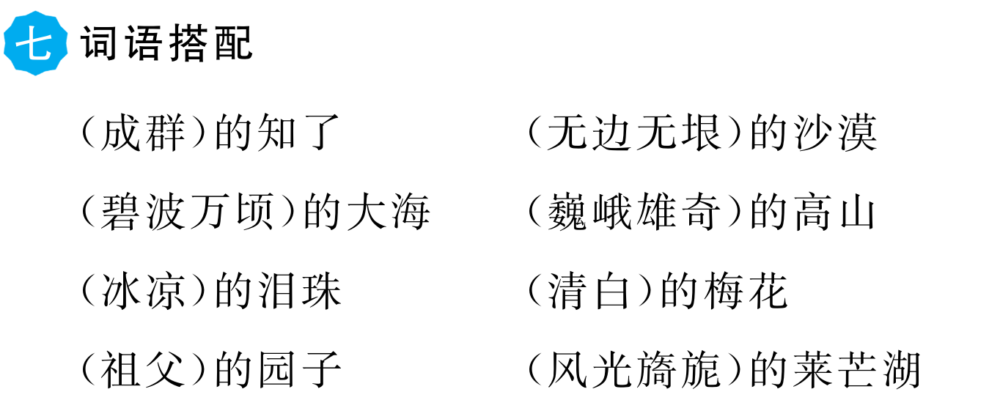 七 词语搭配
（成群）的知了 （无边无垠）的沙漠
（碧波万顷）的大海 （巍峨雄奇）的高山
（冰凉）的泪珠 （清白）的梅花
（祖父）的园子 （风光旖旎）的莱芒湖